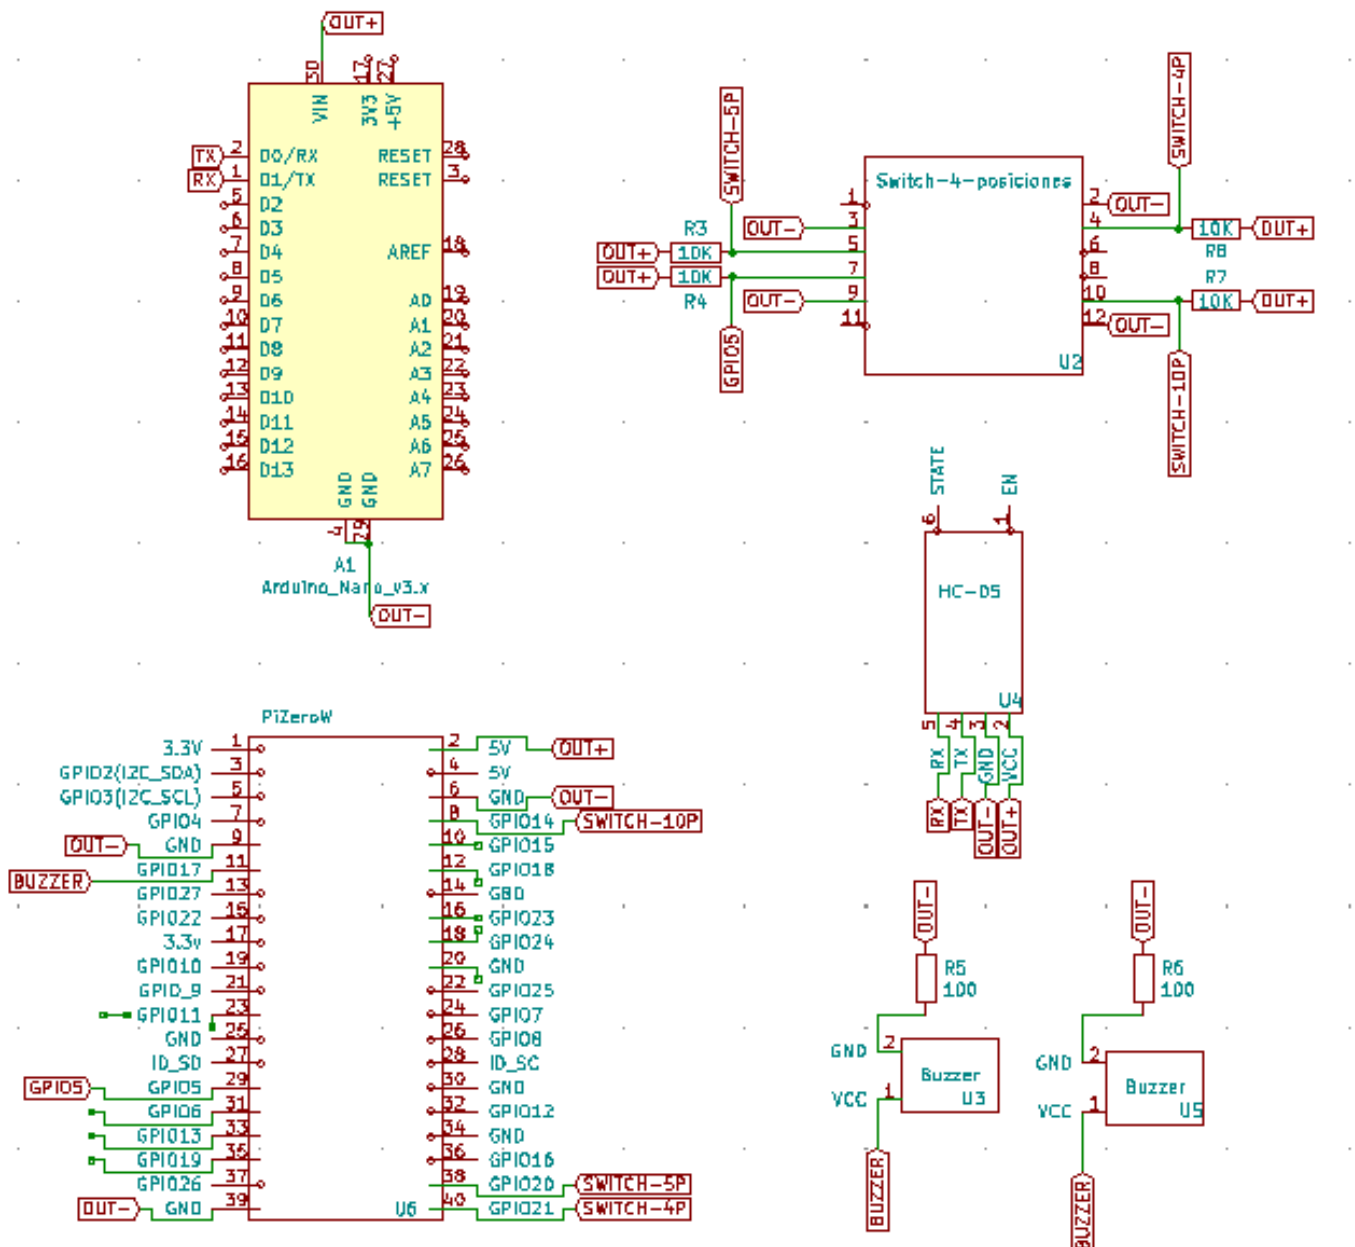 OUT+
30
17
27
VIN
3V3
+5V
TX 2 D0/RX RESET 28
RX 1 D1/TX RESET 3
5 D2
6 D3
7 D4 AREF 18
8 D5
9 D6 A0 19
10 D7 A1 20
11 D8 A2 21
12 D9 A3 22
13 D10 A4 23
14 D11 A5 24
15 D12 A6 25
16 D13 A7 26
GND
GND
4
29
A1
Arduino_Nano_v3.x
OUT-
SWITCH-5P
SWITCH-4P
Switch-4-posiciones
1 2 OUT-
OUT- 3 4 10K OUT+
R3 R8
OUT+ 10K 5 6
OUT+ 10K 7 8
R4 R7
OUT- 9 10 10K OUT+
11 12 OUT-
GPIO5
U2
SWITCH-10P
STATE
EN
6
1
HC-05
U4
5
4
3
2
RX
TX
GND
VCC
RX
TX
OUT-
OUT+
PiZeroW
3.3V 1 2 5V OUT+
GPIO2(I2C_SDA) 3 4 5V
GPIO3(I2C_SCL) 5 6 GND OUT-
GPIO4 7 8 GPIO14 SWITCH-10P
OUT- GND 9 10 GPIO15
BUZZER GPIO17 11 12 GPIO18
GPIO27 13 14 GBD
GPIO22 15 16 GPIO23
3.3v 17 18 GPIO24
GPIO10 19 20 GND
GPIO_9 21 22 GPIO25
GPIO11 23 24 GPIO7
GND 25 26 GPIO8
ID_SD 27 28 ID_SC
GPIO5 GPIO5 29 30 GND
GPIO6 31 32 GPIO12
GPIO13 33 34 GND
GPIO19 35 36 GPIO16
GPIO26 37 38 GPIO20 SWITCH-5P
OUT- GND 39 40 GPIO21 SWITCH-4P
U6
OUT-
R5
100
GND 2
Buzzer
VCC 1 U3
BUZZER
OUT-
R6
100
GND 2
Buzzer
VCC 1 U5
BUZZER